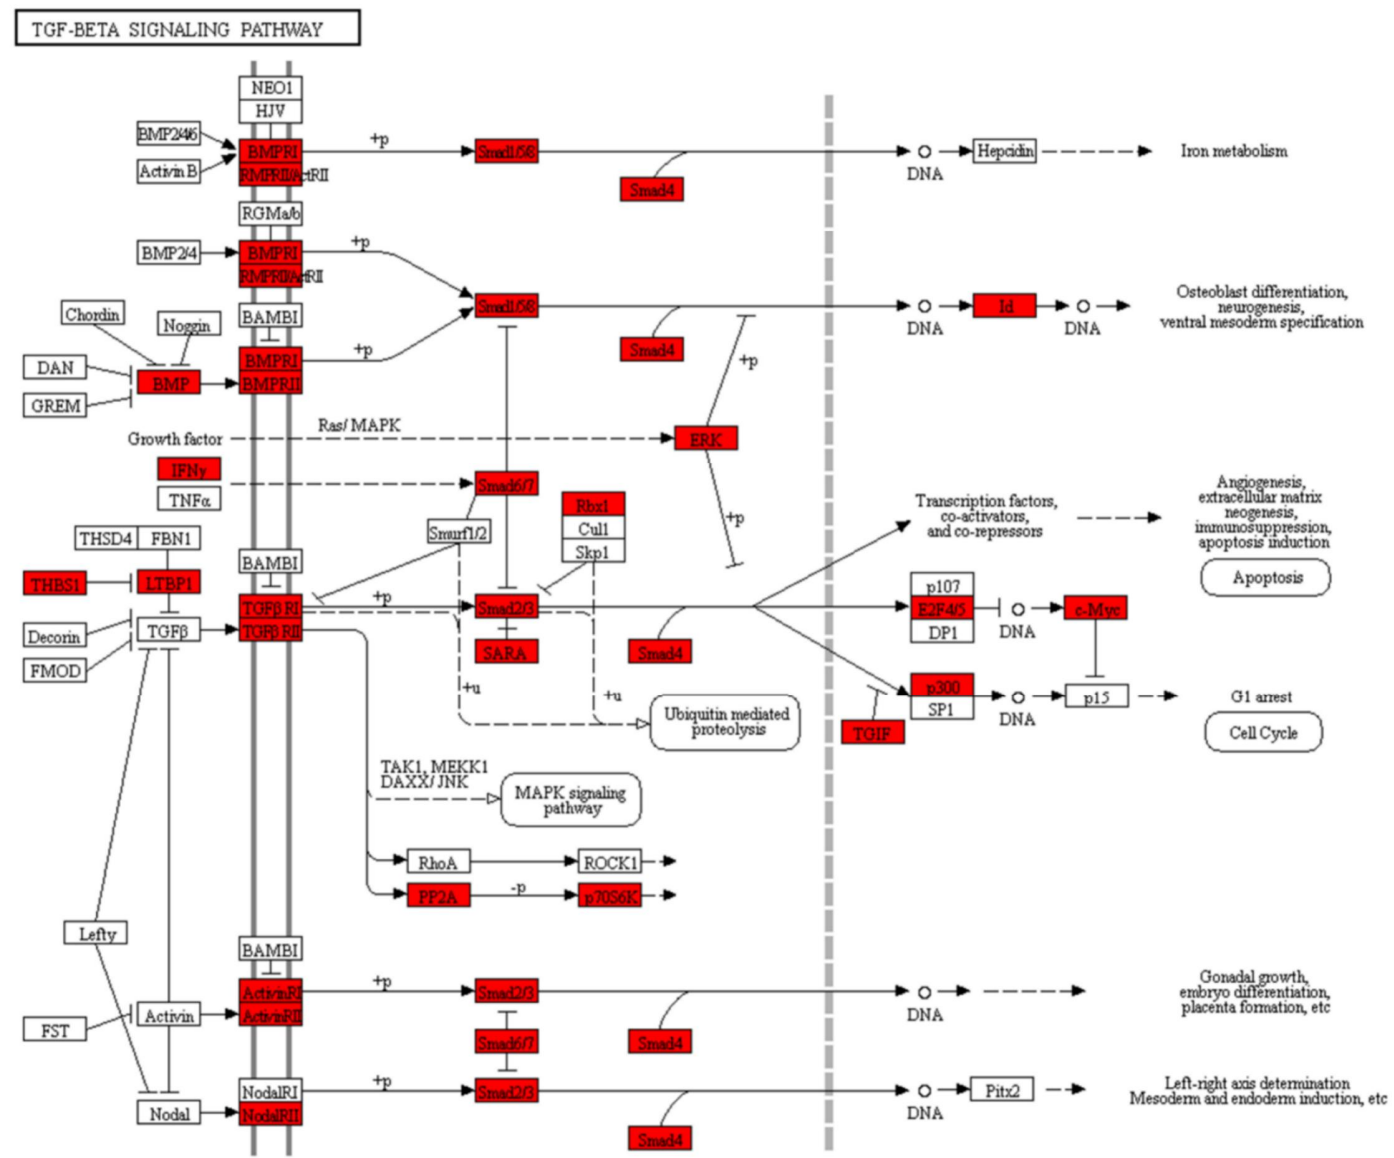 TGF-BETA SIGNALING PATHWAY
NEO1
HJV
BMP2/4/6
Activin B
BMPRI
RMPRII/ActRII
+p
Smad1/5/8
Smad4
DNA
Hepcidin
Iron metabolism
RGMa/b
BMP2/4
BMPRI
RMPRII/ActRII
+p
Smad1/5/8
Smad4
DNA
Id
DNA
Osteoblast differentiation,
neurogenesis,
ventral mesoderm specification
Chordin
Noggin
DAN
GREM
BMP
BAMBI
BMPRI
BMPRII
+p
+p
Growth factor
Ras/ MAPK
ERK
IFNγ
TNFα
Smad6/7
Smurf1/2
Rbx1
Cul1
Skp1
+p
Transcription factors,
co-activators,
and co-repressors
Angiogenesis,
extracellular matrix
neogenesis,
immunosuppression,
apoptosis induction
Apoptosis
THSD4
FBN1
THBS1
LTBP1
Decorin
FMOD
TGFβ
BAMBI
TGFβ RI
TGFβ RII
+p
Smad2/3
SARA
Smad4
+u
+u
Ubiquitin mediated
proteolysis
p107
E2F4/5
DP1
DNA
c-Myc
p300
SP1
TGIF
DNA
p15
G1 arrest
Cell Cycle
TAK1, MEKK1
DAXX/ JNK
MAPK signaling
pathway
RhoA
ROCK1
PP2A
-p
p70S6K
Lefty
FST
Activin
BAMBI
ActivinRI
ActivinRII
+p
Smad2/3
Smad6/7
Smad4
DNA
Gonadal growth,
embryo differentiation,
placenta formation, etc
Nodal
NodalRI
NodalRII
+p
Smad2/3
Smad4
DNA
Pitx2
Left-right axis determination
Mesoderm and endoderm induction, etc